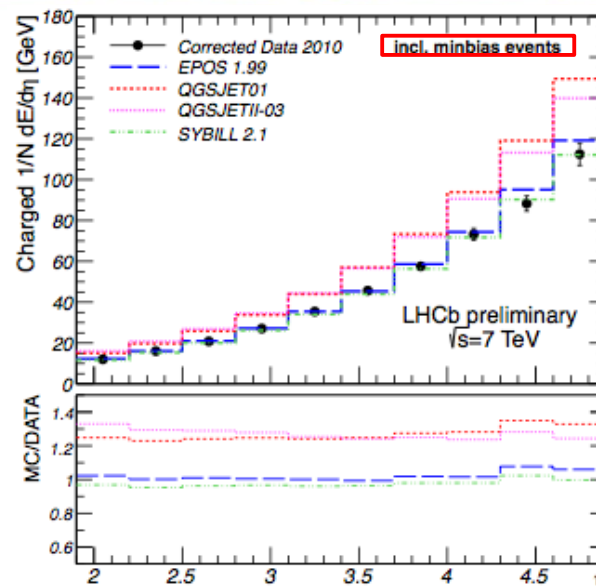 180
160
140
120
100
80
60
40
20
0
Charged 1/N dE/dη [GeV]
Corrected Data 2010
incl. minbias events
EPOS 1.99
QGSJET01
QGSJETII-03
SYBILL 2.1
LHCb preliminary
√s=7 TeV
MC/DATA
1.4
1.2
1
0.8
0.6
2
2.5
3
3.5
4
4.5